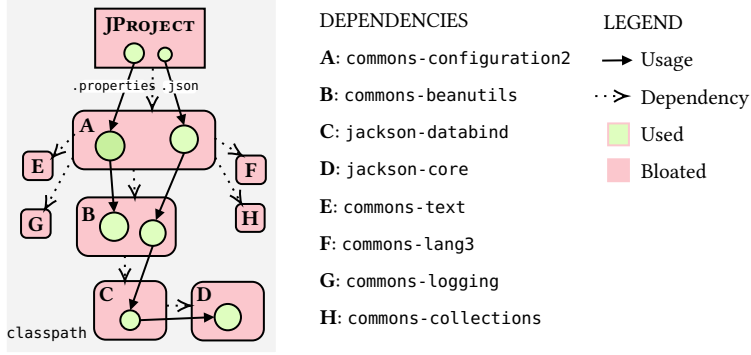 JPROJECT
.properties .json
A
E
F
G
H
B
C
D
classpath
DEPENDENCIES
A: commons-configuration2
B: commons-beanutils
C: jackson-databind
D: jackson-core
E: commons-text
F: commons-lang3
G: commons-logging
H: commons-collections
LEGEND
Usage
Dependency
Used
Bloated